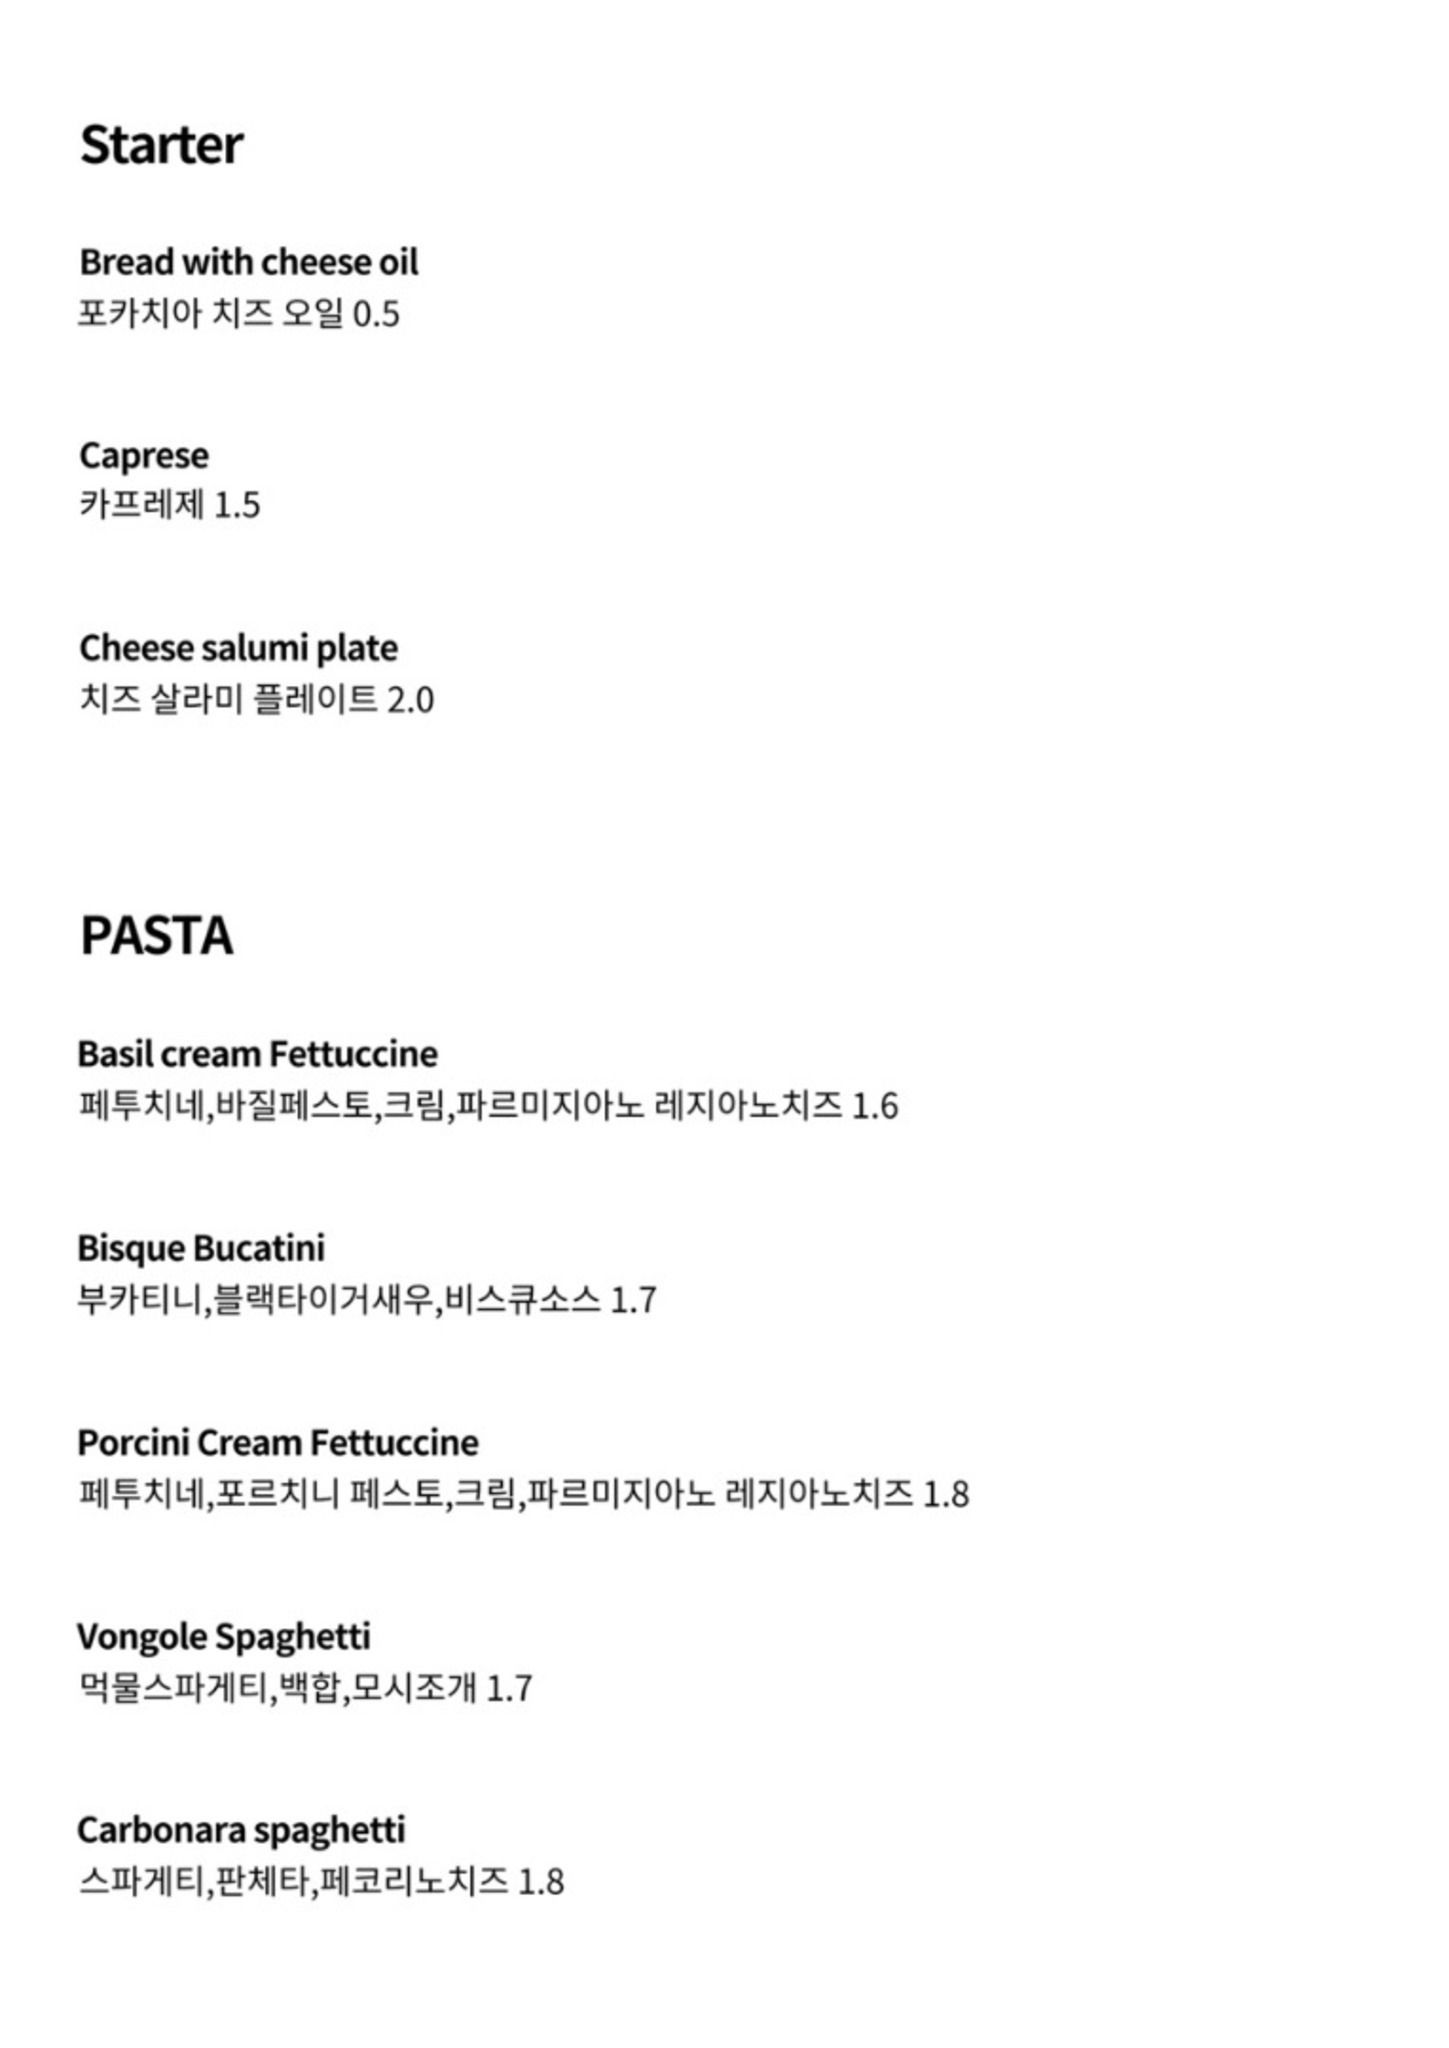 Starter
Bread with cheese oil
포카치아 치즈 오일 0.5
Caprese
카프레제 1.5
Cheese salumi plate
치즈 살라미 플레이트 2.0
PASTA
Basil cream Fettuccine
페투치네,바질페스토,크림,파르미지아노 레지아노치즈 1.6
Bisque Bucatini
부카티니,블랙타이거새우,비스큐소스 1.7
Porcini Cream Fettuccine
페투치네,포르치니 페스토,크림,파르미지아노 레지아노치즈 1.8
Vongole Spaghetti
먹물스파게티,백합,모시조개 1.7
Carbonara spaghetti
스파게티,판체타,페코리노치즈 1.8